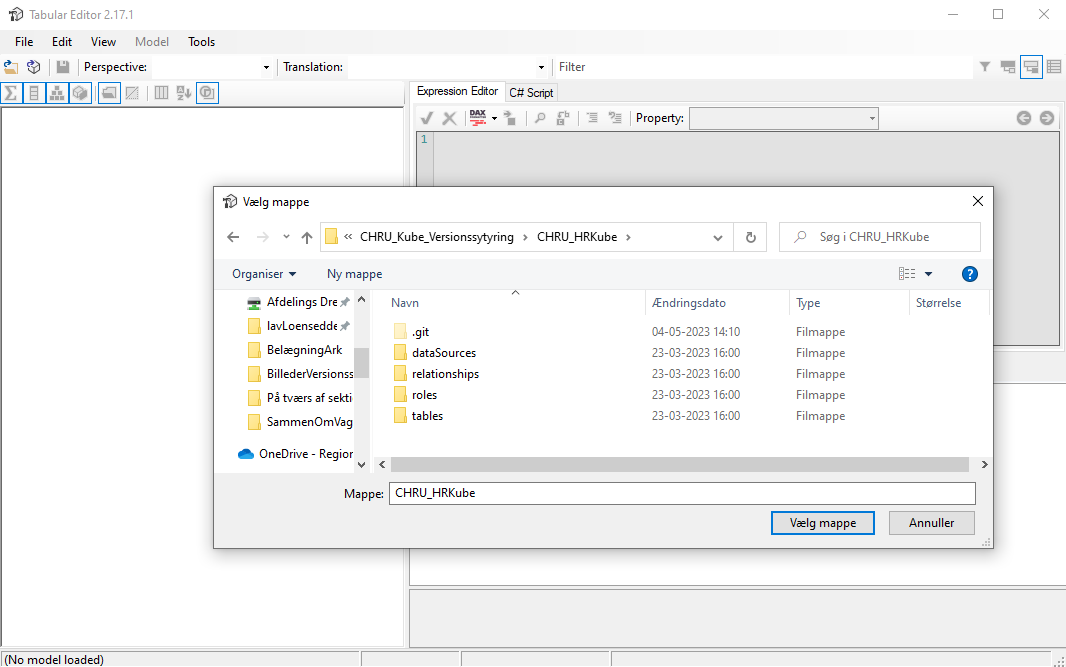 Tabular Editor 2.17.1
File Edit View Model Tools
Perspective: Translation: Filter
Expression Editor C# Script
DAX Property:
1
Vælg mappe
« CHRU_Kube_Versionssytyring › CHRU_HRKube › Søg i CHRU_HRKube
Organiser Ny mappe ?
Navn Ændringsdato Type Størrelse
Afdelings Dre
lavLoensedde
BelægningArk
BillederVersionss
På tværs af sekti
SammenOmVag
OneDrive - Region
.git 04-05-2023 14:10 Filmappe
dataSources 23-03-2023 16:00 Filmappe
relationships 23-03-2023 16:00 Filmappe
roles 23-03-2023 16:00 Filmappe
tables 23-03-2023 16:00 Filmappe
Mappe: CHRU_HRKube
Vælg mappe Annuller
(No model loaded)